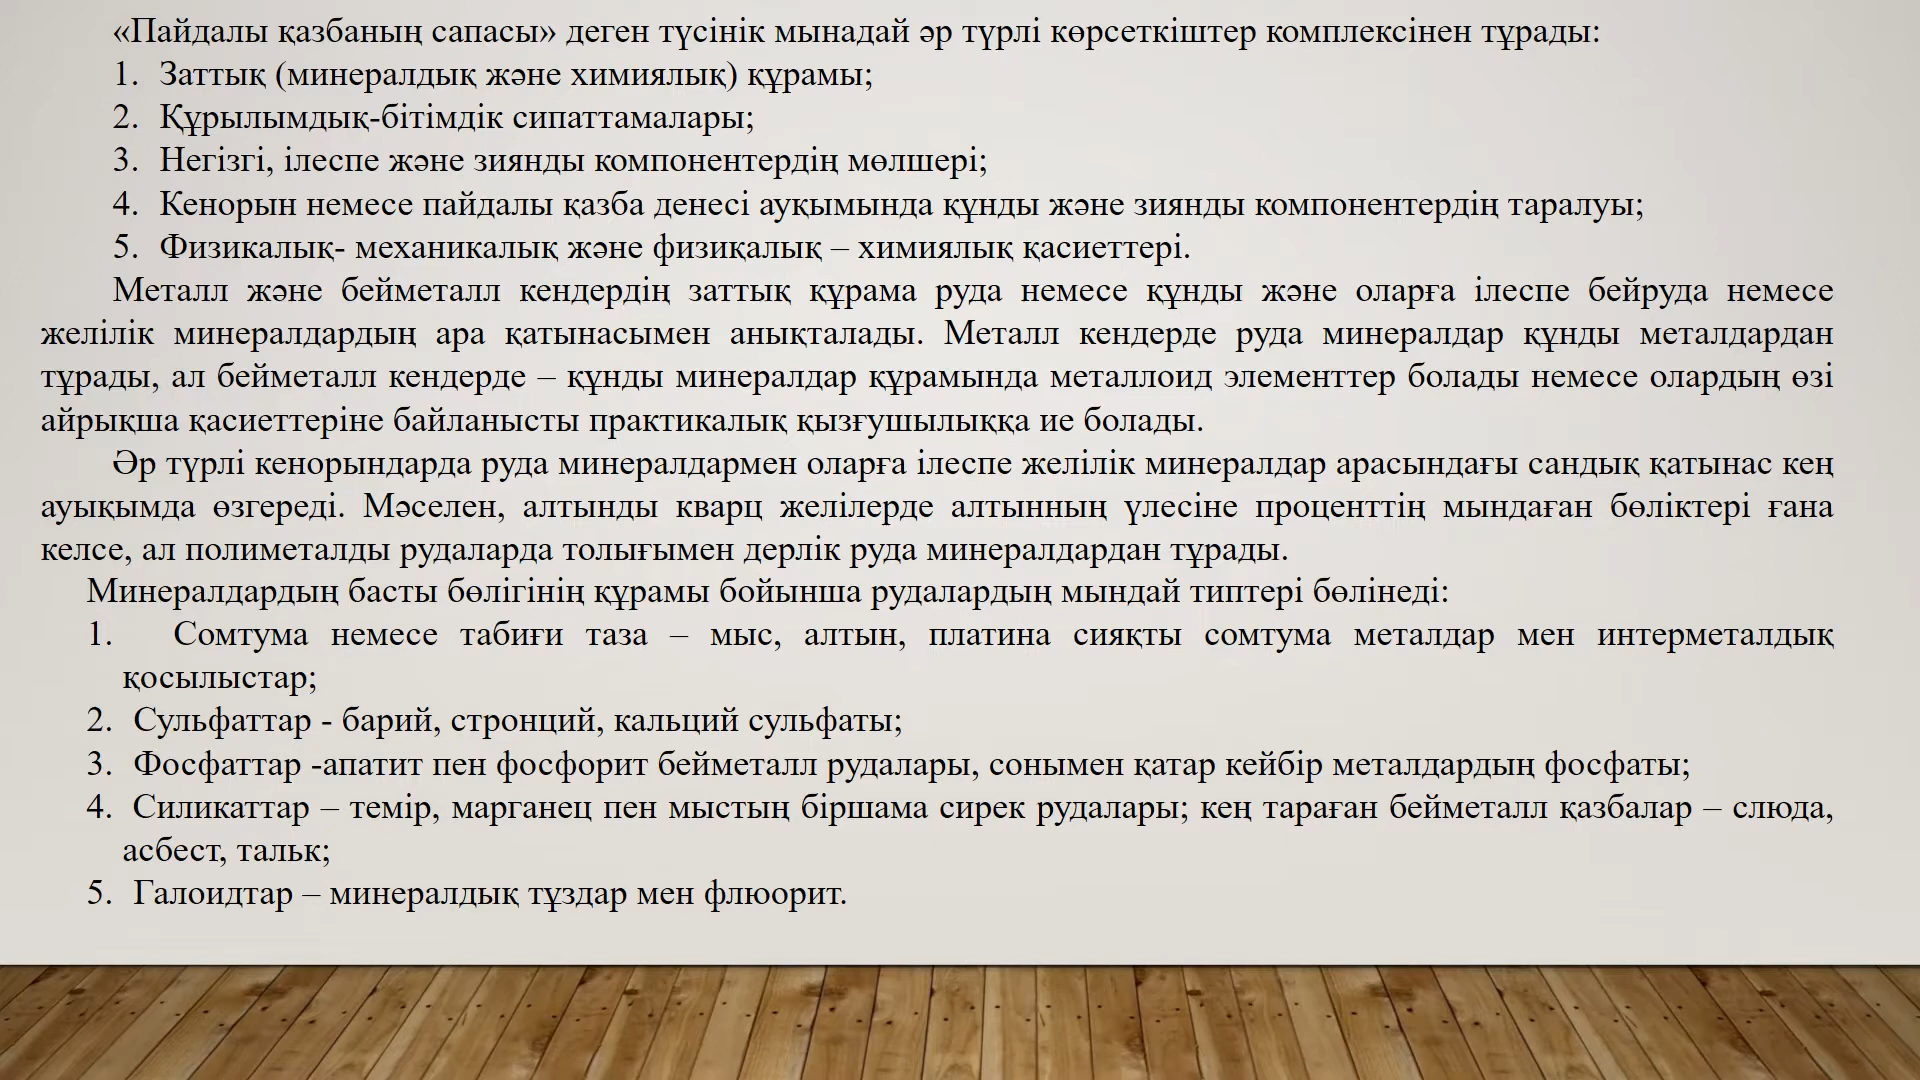 «Пайдалы қазбаның сапасы» деген түсінік мынадай әр түрлі көрсеткіштер комплексінен тұрады:
1. Заттық (минералдық және химиялық) құрамы;
2. Құрылымдық-бітімдік сипаттамалары;
3. Негізгі, ілеспе және зиянды компонентердің мөлшері;
4. Кенорын немесе пайдалы қазба денесі ауқымында құнды және зиянды компонентердің таралуы;
5. Физикалық- механикалық және физиқалық – химиялық қасиеттері.
Металл және бейметалл кендердің заттық құрама руда немесе құнды және оларға ілеспе бейруда немесе
желілік минералдардың ара қатынасымен анықталады. Металл кендерде руда минералдар құнды металдардан
тұрады, ал бейметалл кендерде – құнды минералдар құрамында металлоид элементтер болады немесе олардың өзі
айрықша қасиеттеріне байланысты практикалық қызғушылыққа ие болады.
Әр түрлі кенорындарда руда минералдармен оларға ілеспе желілік минералдар арасындағы сандық қатынас кең
ауықымда өзгереді. Мәселен, алтынды кварц желілерде алтынның үлесіне проценттің мындаған бөліктері ғана
келсе, ал полиметалды рудаларда толығымен дерлік руда минералдардан тұрады.
Минералдардың басты бөлігінің құрамы бойынша рудалардың мындай типтері бөлінеді:
1. Сомтума немесе табиғи таза – мыс, алтын, платина сияқты сомтума металдар мен интерметалдық
қосылыстар;
2. Сульфаттар - барий, стронций, кальций сульфаты;
3. Фосфаттар -апатит пен фосфорит бейметалл рудалары, сонымен қатар кейбір металдардың фосфаты;
4. Силикаттар – темір, марганец пен мыстың біршама сирек рудалары; кең тараған бейметалл қазбалар – слюда,
асбест, тальк;
5. Галоидтар – минералдық тұздар мен флюорит.